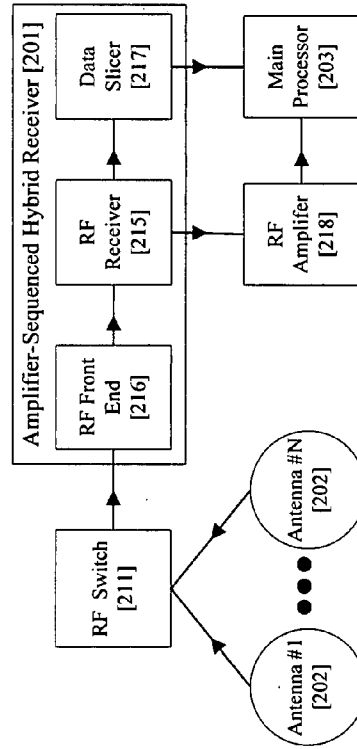 Amplifier-Sequenced Hybrid Receiver [201]
RF Switch
[211]
RF Front
End
[216]
RF
Receiver
[215]
Data
Slicer
[217]
Antenna #1
[202]
Antenna #N
[202]
RF
Amplifer
[218]
Main
Processor
[203]